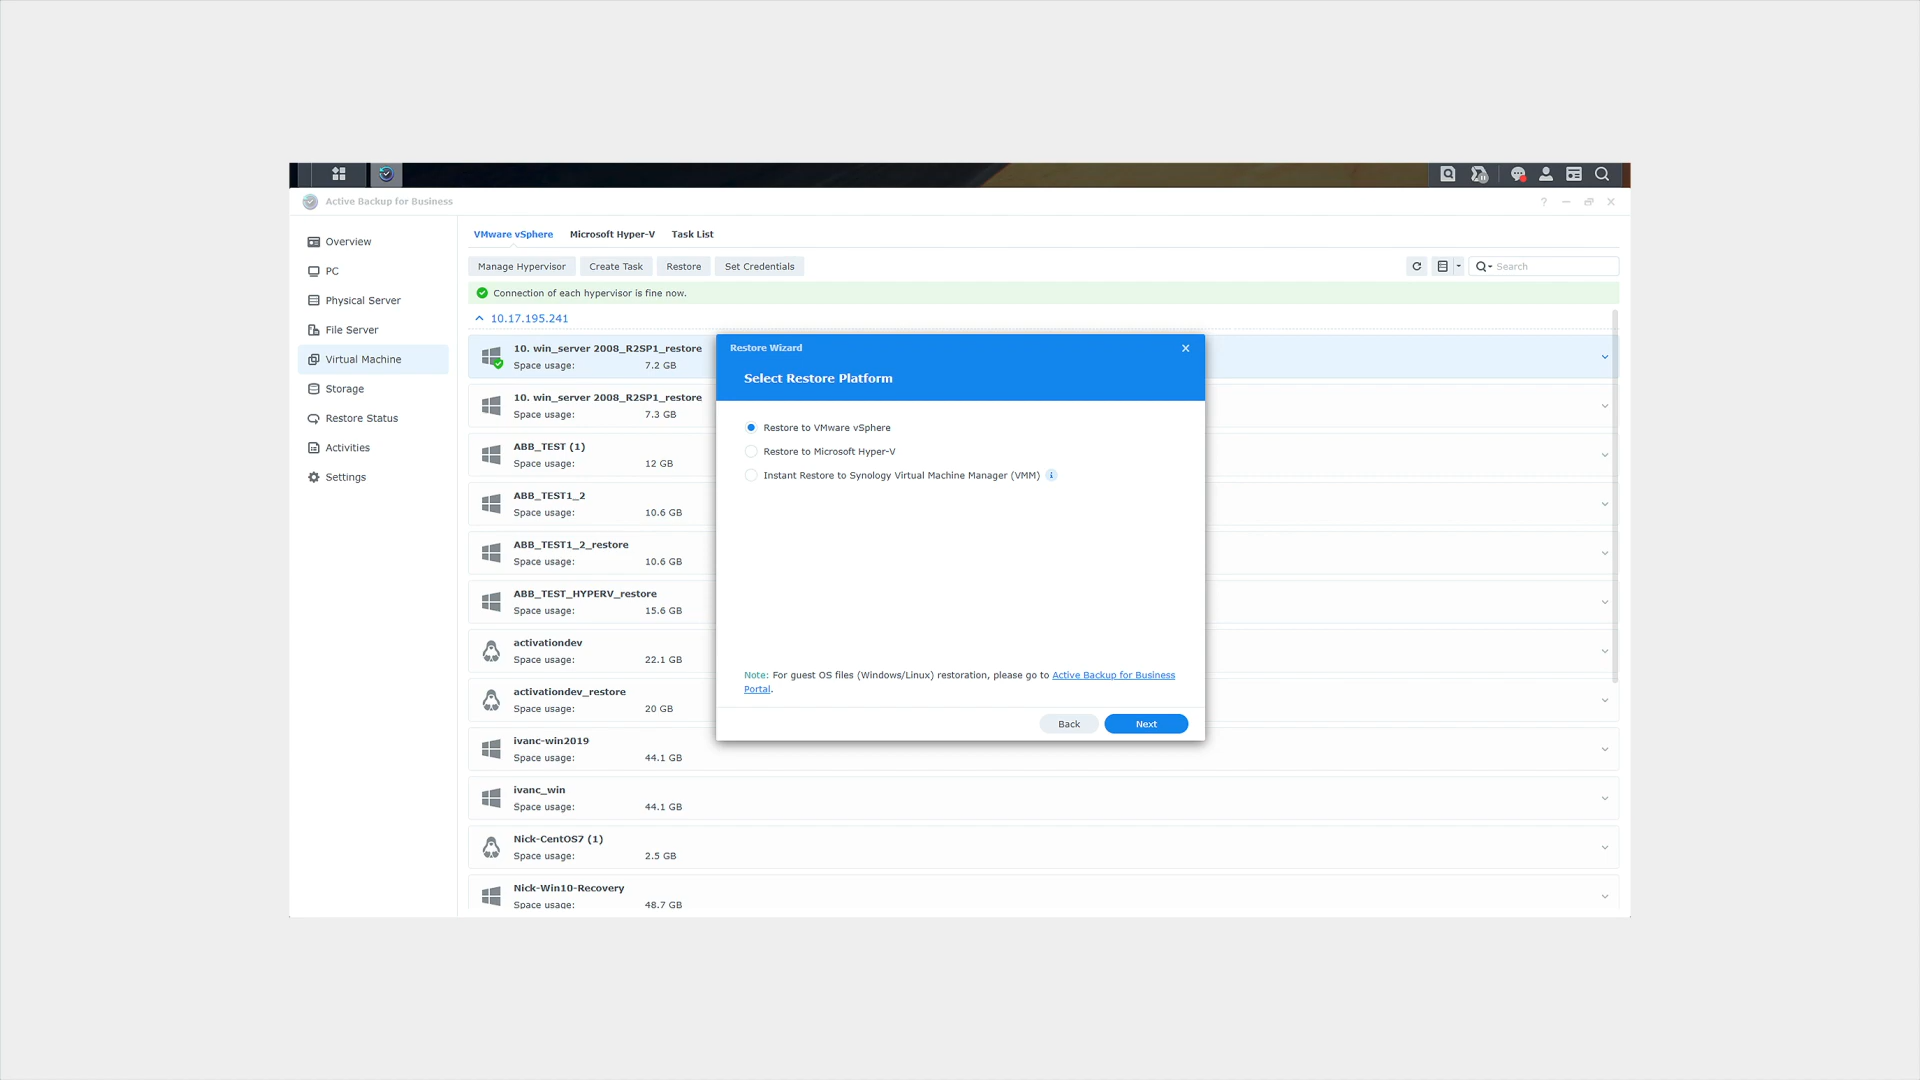 Active Backup for Business
Overview
PC
Physical Server
File Server
Virtual Machine
Storage
Restore Status
Activities
Settings
VMware vSphere Microsoft Hyper-V Task List
Manage Hypervisor Create Task Restore Set Credentials
Search
Connection of each hypervisor is fine now.
10.17.195.241
10. win_server 2008_R2SP1_restore
Space usage: 7.2 GB
10. win_server 2008_R2SP1_restore
Space usage: 7.3 GB
ABB_TEST (1)
Space usage: 12 GB
ABB_TEST1_2
Space usage: 10.6 GB
ABB_TEST1_2_restore
Space usage: 10.6 GB
ABB_TEST_HYPERV_restore
Space usage: 15.6 GB
activationdev
Space usage: 22.1 GB
activationdev_restore
Space usage: 20 GB
ivanc-win2019
Space usage: 44.1 GB
ivanc_win
Space usage: 44.1 GB
Nick-CentOS7 (1)
Space usage: 2.5 GB
Nick-Win10-Recovery
Space usage: 48.7 GB
Restore Wizard
Select Restore Platform
Restore to VMware vSphere
Restore to Microsoft Hyper-V
Instant Restore to Synology Virtual Machine Manager (VMM)
Note: For guest OS files (Windows/Linux) restoration, please go to Active Backup for Business
Portal.
Back Next